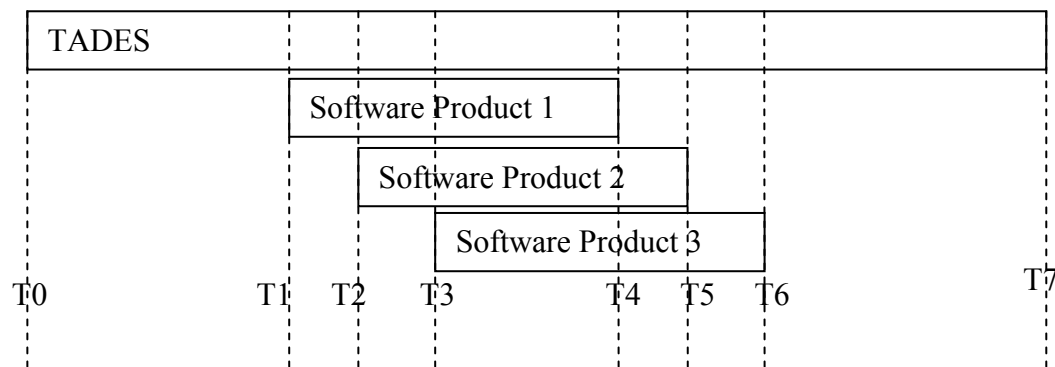 TADES
Software Product 1
Software Product 2
Software Product 3
T0 T1 T2 T3 T4 T5 T6 T7